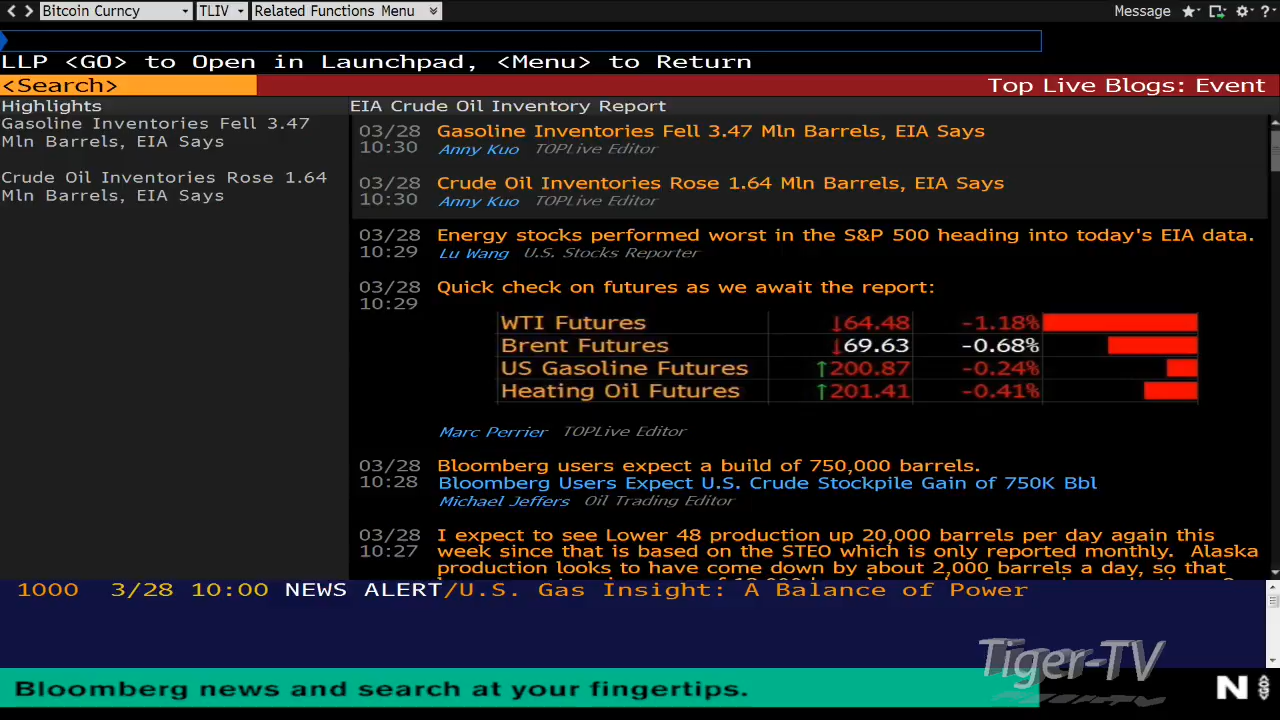 Bitcoin Curncy TLIV Related Functions Menu Message
LLP <GO> to Open in Launchpad, <Menu> to Return
<Search> Top Live Blogs: Event
Highlights
Gasoline Inventories Fell 3.47
Mln Barrels, EIA Says
Crude Oil Inventories Rose 1.64
Mln Barrels, EIA Says
EIA Crude Oil Inventory Report
03/28 Gasoline Inventories Fell 3.47 Mln Barrels, EIA Says
10:30 Anny Kuo TOPLive Editor
03/28 Crude Oil Inventories Rose 1.64 Mln Barrels, EIA Says
10:30 Anny Kuo TOPLive Editor
03/28 Energy stocks performed worst in the S&P 500 heading into today's EIA data.
10:29 Lu Wang U.S. Stocks Reporter
03/28 Quick check on futures as we await the report:
10:29
WTI Futures ↓64.48 -1.18%
Brent Futures ↓69.63 -0.68%
US Gasoline Futures ↑200.87 -0.24%
Heating Oil Futures ↑201.41 -0.41%
Marc Perrier TOPLive Editor
03/28 Bloomberg users expect a build of 750,000 barrels.
10:28 Bloomberg Users Expect U.S. Crude Stockpile Gain of 750K Bbl
Michael Jeffers Oil Trading Editor
03/28 I expect to see Lower 48 production up 20,000 barrels per day again this
10:27 week since that is based on the STEO which is only reported monthly. Alaska
production looks to have come down by about 2,000 barrels a day, so that
1000 3/28 10:00 NEWS ALERT/U.S. Gas Insight: A Balance of Power
Tiger-TV
Bloomberg news and search at your fingertips.
N